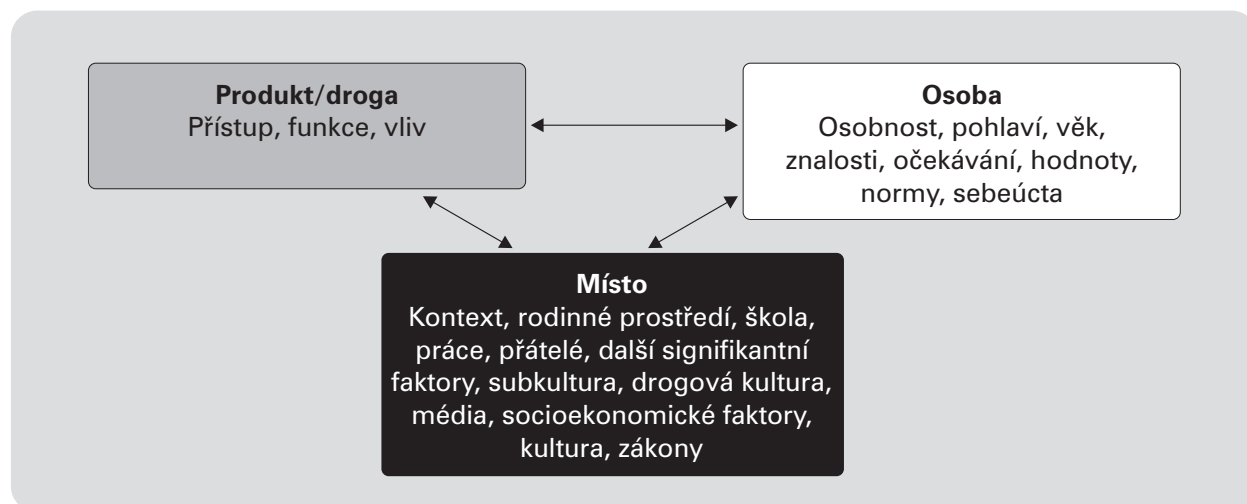 Produkt/droga
Přístup, funkce, vliv
Osoba
Osobnost, pohlaví, věk,
znalosti, očekávání, hodnoty,
normy, sebeúcta
Místo
Kontext, rodinné prostředí, škola,
práce, přátelé, další signifikantní
faktory, subkultura, drogová kultura,
média, socioekonomické faktory,
kultura, zákony